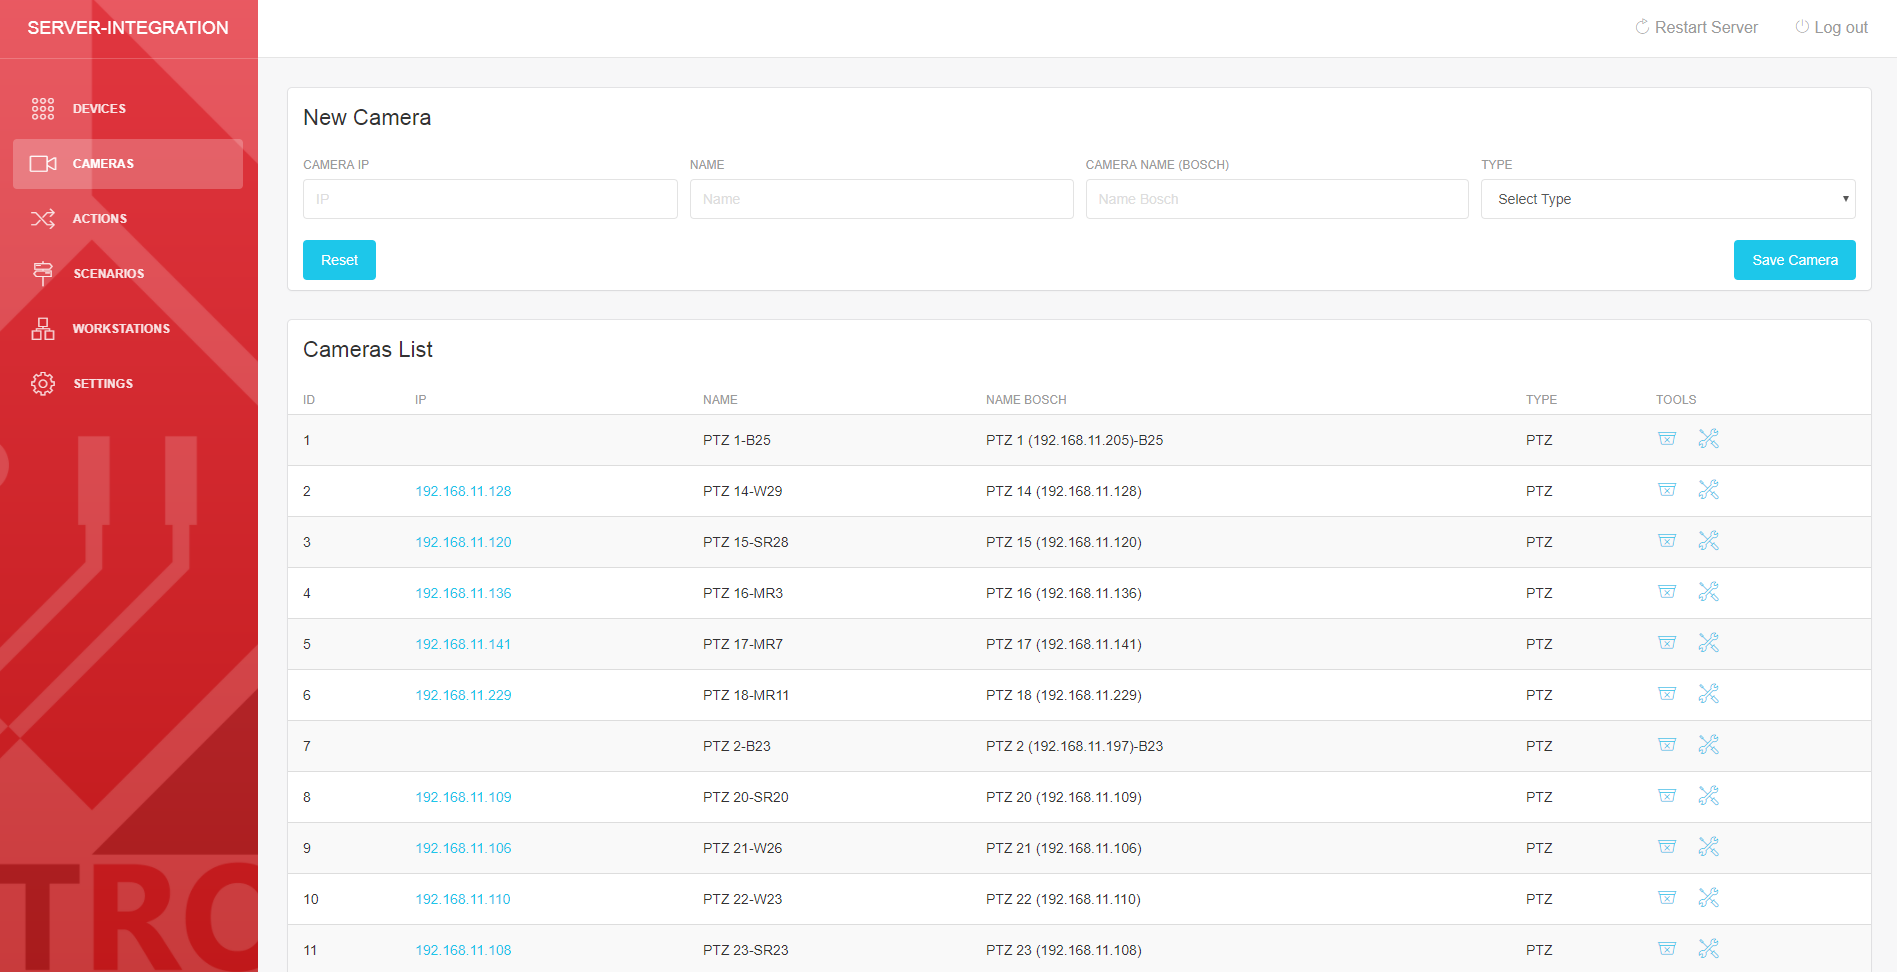 SERVER-INTEGRATION
Restart Server Log out
DEVICES
CAMERAS
ACTIONS
SCENARIOS
WORKSTATIONS
SETTINGS
New Camera
CAMERA IP NAME CAMERA NAME (BOSCH) TYPE
IP Name Name Bosch Select Type
Reset Save Camera
Cameras List
ID IP NAME NAME BOSCH TYPE TOOLS
1 PTZ 1-B25 PTZ 1 (192.168.11.205)-B25 PTZ
2 192.168.11.128 PTZ 14-W29 PTZ 14 (192.168.11.128) PTZ
3 192.168.11.120 PTZ 15-SR28 PTZ 15 (192.168.11.120) PTZ
4 192.168.11.136 PTZ 16-MR3 PTZ 16 (192.168.11.136) PTZ
5 192.168.11.141 PTZ 17-MR7 PTZ 17 (192.168.11.141) PTZ
6 192.168.11.229 PTZ 18-MR11 PTZ 18 (192.168.11.229) PTZ
7 PTZ 2-B23 PTZ 2 (192.168.11.197)-B23 PTZ
8 192.168.11.109 PTZ 20-SR20 PTZ 20 (192.168.11.109) PTZ
9 192.168.11.106 PTZ 21-W26 PTZ 21 (192.168.11.106) PTZ
10 192.168.11.110 PTZ 22-W23 PTZ 22 (192.168.11.110) PTZ
11 192.168.11.108 PTZ 23-SR23 PTZ 23 (192.168.11.108) PTZ
TRO